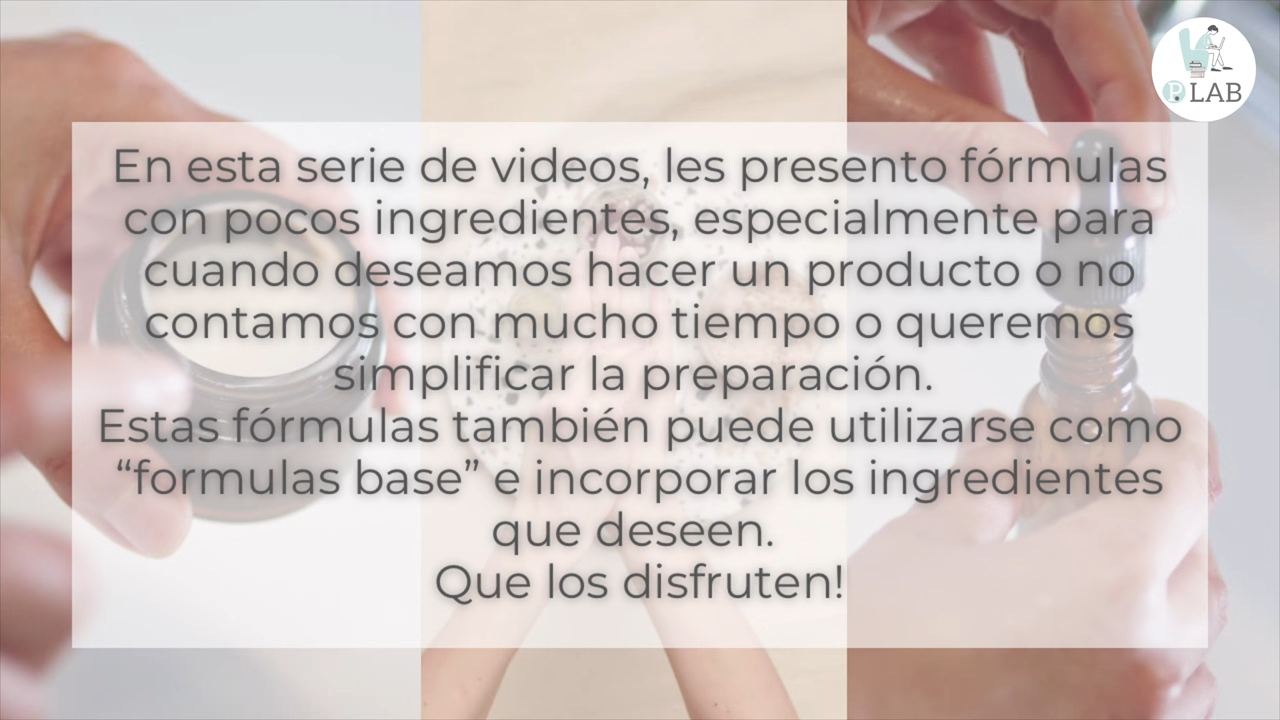 P. LAB
En esta serie de videos, les presento fórmulas
con pocos ingredientes, especialmente para
cuando deseamos hacer un producto o no
contamos con mucho tiempo o queremos
simplificar la preparación.
Estas fórmulas también puede utilizarse como
“formulas base” e incorporar los ingredientes
que deseen.
Que los disfruten!